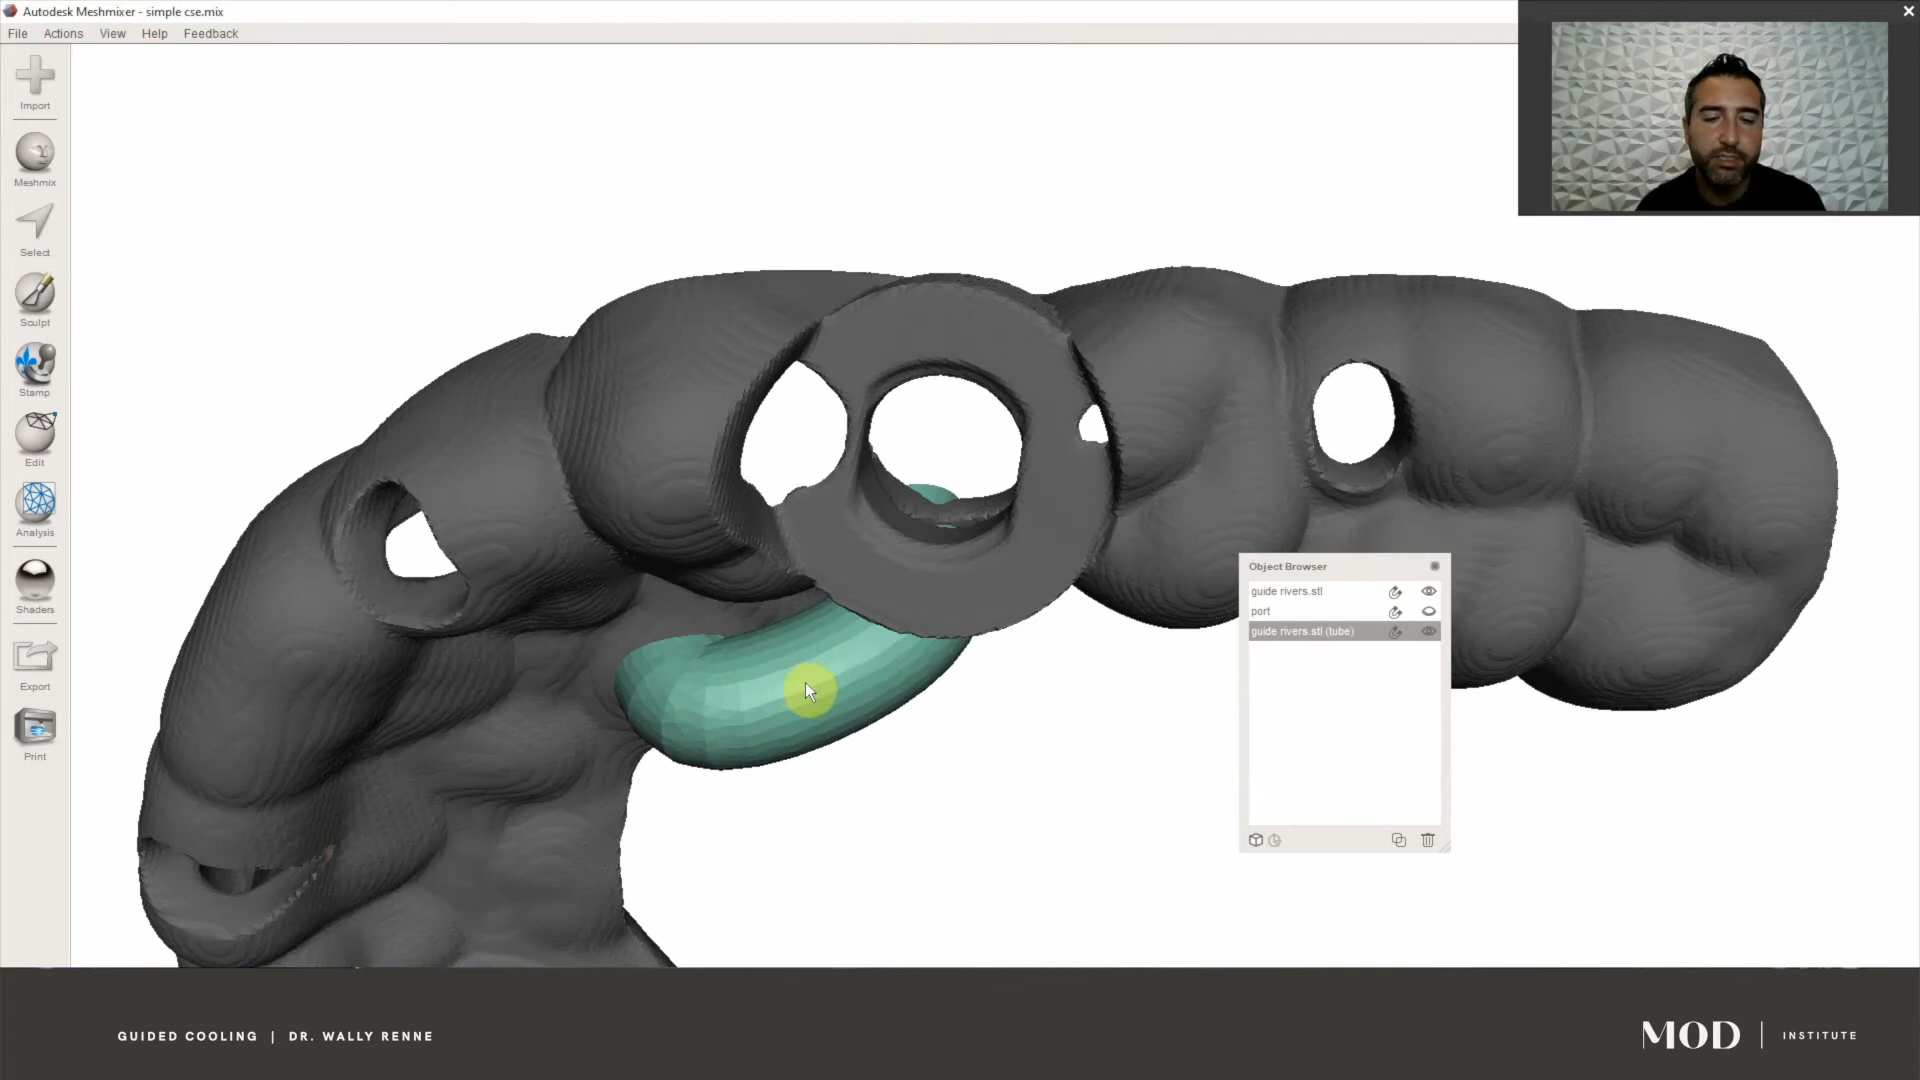 Autodesk Meshmixer - simple cse.mix
File Actions View Help Feedback
Import
Meshmix
Select
Sculpt
Stamp
Edit
Analysis
Shaders
Export
Print
Object Browser
guide rivers.stl
port
guide rivers.stl (tube)
GUIDED COOLING | DR. WALLY RENNE
MOD | INSTITUTE